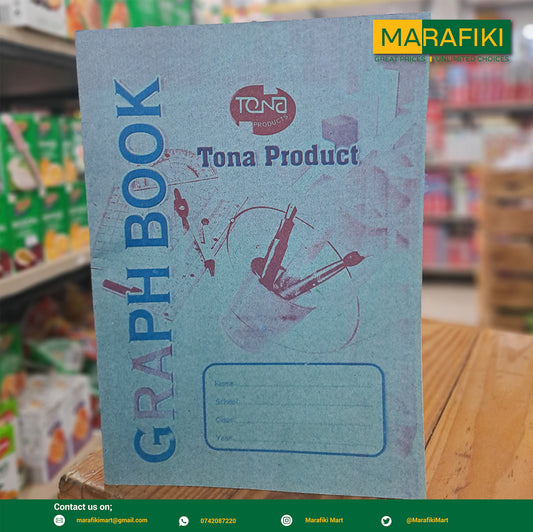 MARAFIKI
GREAT PRICES UNLIMITED CHOICES
TONA
PRODUCTS
Tona Product
GRAPH BOOK
Name
School
Class
Year
Contact us on;
marafikimart@gmail.com
0742087220
Marafiki Mart
@MarafikiMart